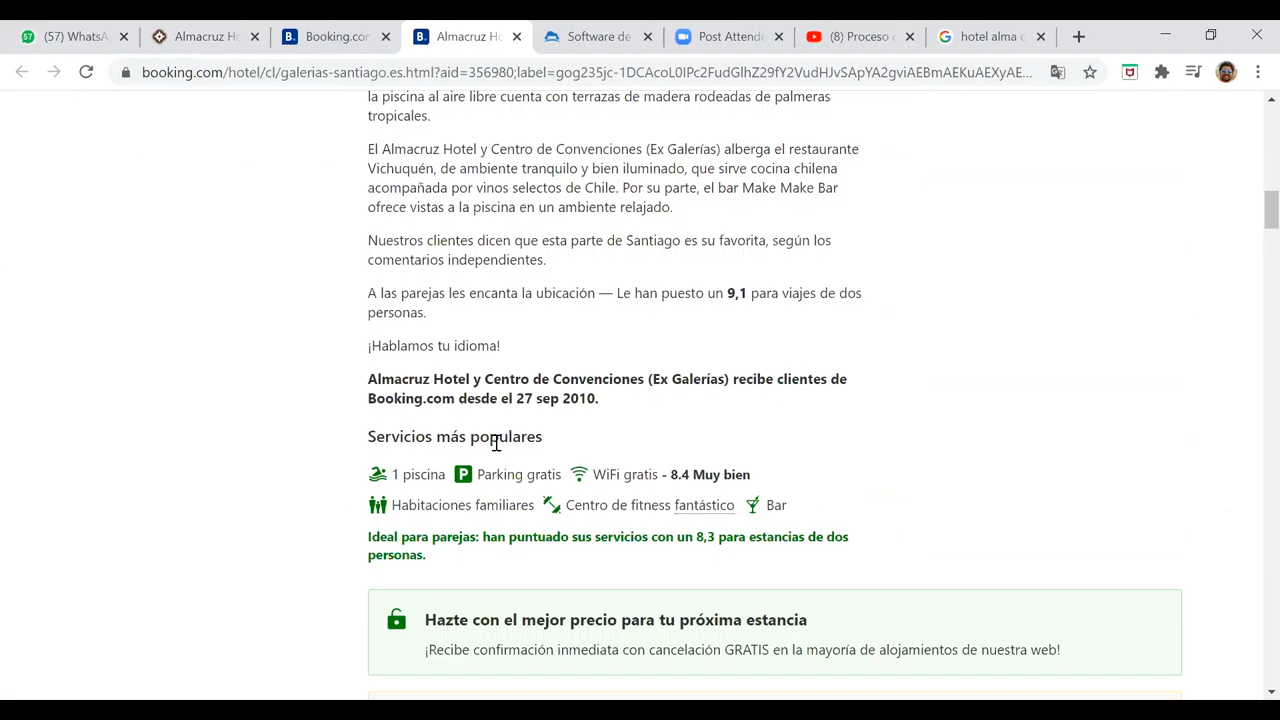 (57) WhatsA
Almacruz Ho
Booking.co
Almacruz Ho
Software de
Post Attende
(8) Proceso d
hotel alma c
booking.com/hotel/cl/galerias-santiago.es.html?aid=356980;label=gog235jc-1DCAcoL0IPc2FudGlhZ29fY2VudHJvSApYA2gviAEBmAEKuAEXyAE...
la piscina al aire libre cuenta con terrazas de madera rodeadas de palmeras
tropicales.
El Almacruz Hotel y Centro de Convenciones (Ex Galerías) alberga el restaurante
Vichuquén, de ambiente tranquilo y bien iluminado, que sirve cocina chilena
acompañada por vinos selectos de Chile. Por su parte, el bar Make Make Bar
ofrece vistas a la piscina en un ambiente relajado.
Nuestros clientes dicen que esta parte de Santiago es su favorita, según los
comentarios independientes.
A las parejas les encanta la ubicación — Le han puesto un 9,1 para viajes de dos
personas.
¡Hablamos tu idioma!
Almacruz Hotel y Centro de Convenciones (Ex Galerías) recibe clientes de
Booking.com desde el 27 sep 2010.
Servicios más populares
1 piscina P Parking gratis WiFi gratis - 8.4 Muy bien
Habitaciones familiares Centro de fitness fantástico Bar
Ideal para parejas: han puntuado sus servicios con un 8,3 para estancias de dos
personas.
Hazte con el mejor precio para tu próxima estancia
¡Recibe confirmación inmediata con cancelación GRATIS en la mayoría de alojamientos de nuestra web!